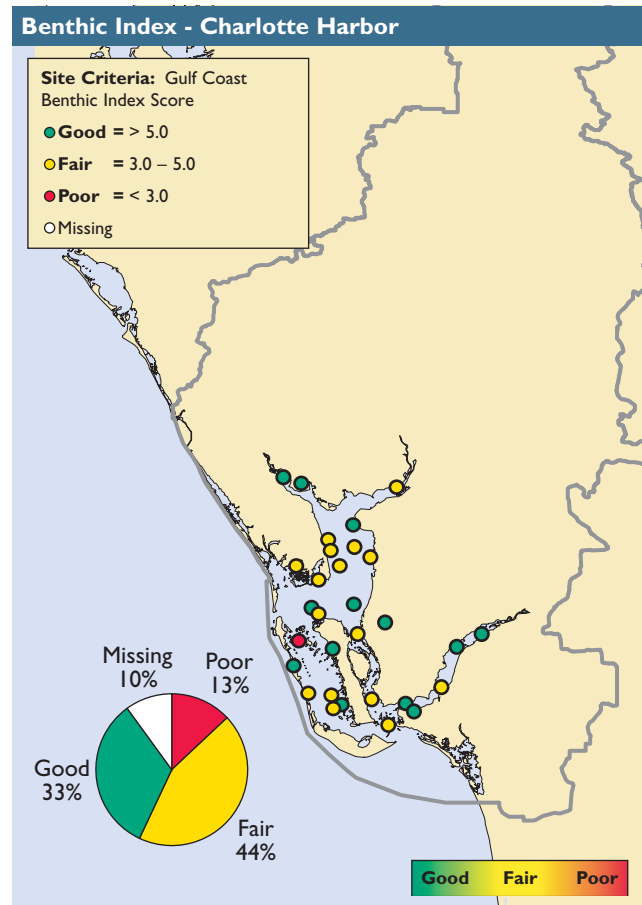 Benthic Index - Charlotte Harbor
Site Criteria: Gulf Coast
Benthic Index Score
Good = > 5.0
Fair = 3.0 – 5.0
Poor = < 3.0
Missing
Missing
10%
Poor
13%
Good
33%
Fair
44%
Good Fair Poor